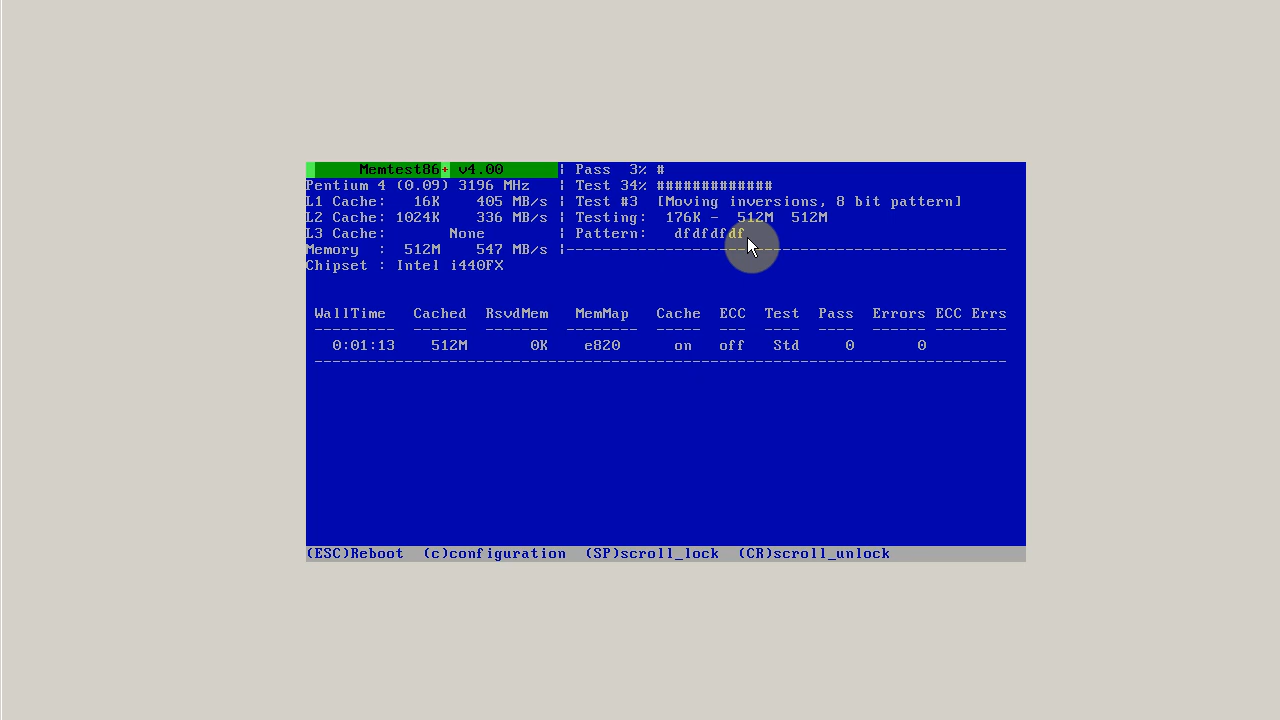 Memtest86+ v4.00 | Pass 3% #
Pentium 4 (0.09) 3196 MHz | Test 34% #############
L1 Cache: 16K 405 MB/s | Test #3 [Moving inversions, 8 bit pattern]
L2 Cache: 1024K 336 MB/s | Testing: 176K - 512M 512M
L3 Cache: None | Pattern: dfdfdfdf
Memory : 512M 547 MB/s |-------------------------------------------------
Chipset : Intel i440FX
WallTime Cached RsvdMem MemMap Cache ECC Test Pass Errors ECC Errs
--------- ------ ------- -------- ----- --- ---- ---- ------ --------
0:01:13 512M 0K e820 on off Std 0 0
-----------------------------------------------------------------------------
(ESC)Reboot (c)configuration (SP)scroll_lock (CR)scroll_unlock